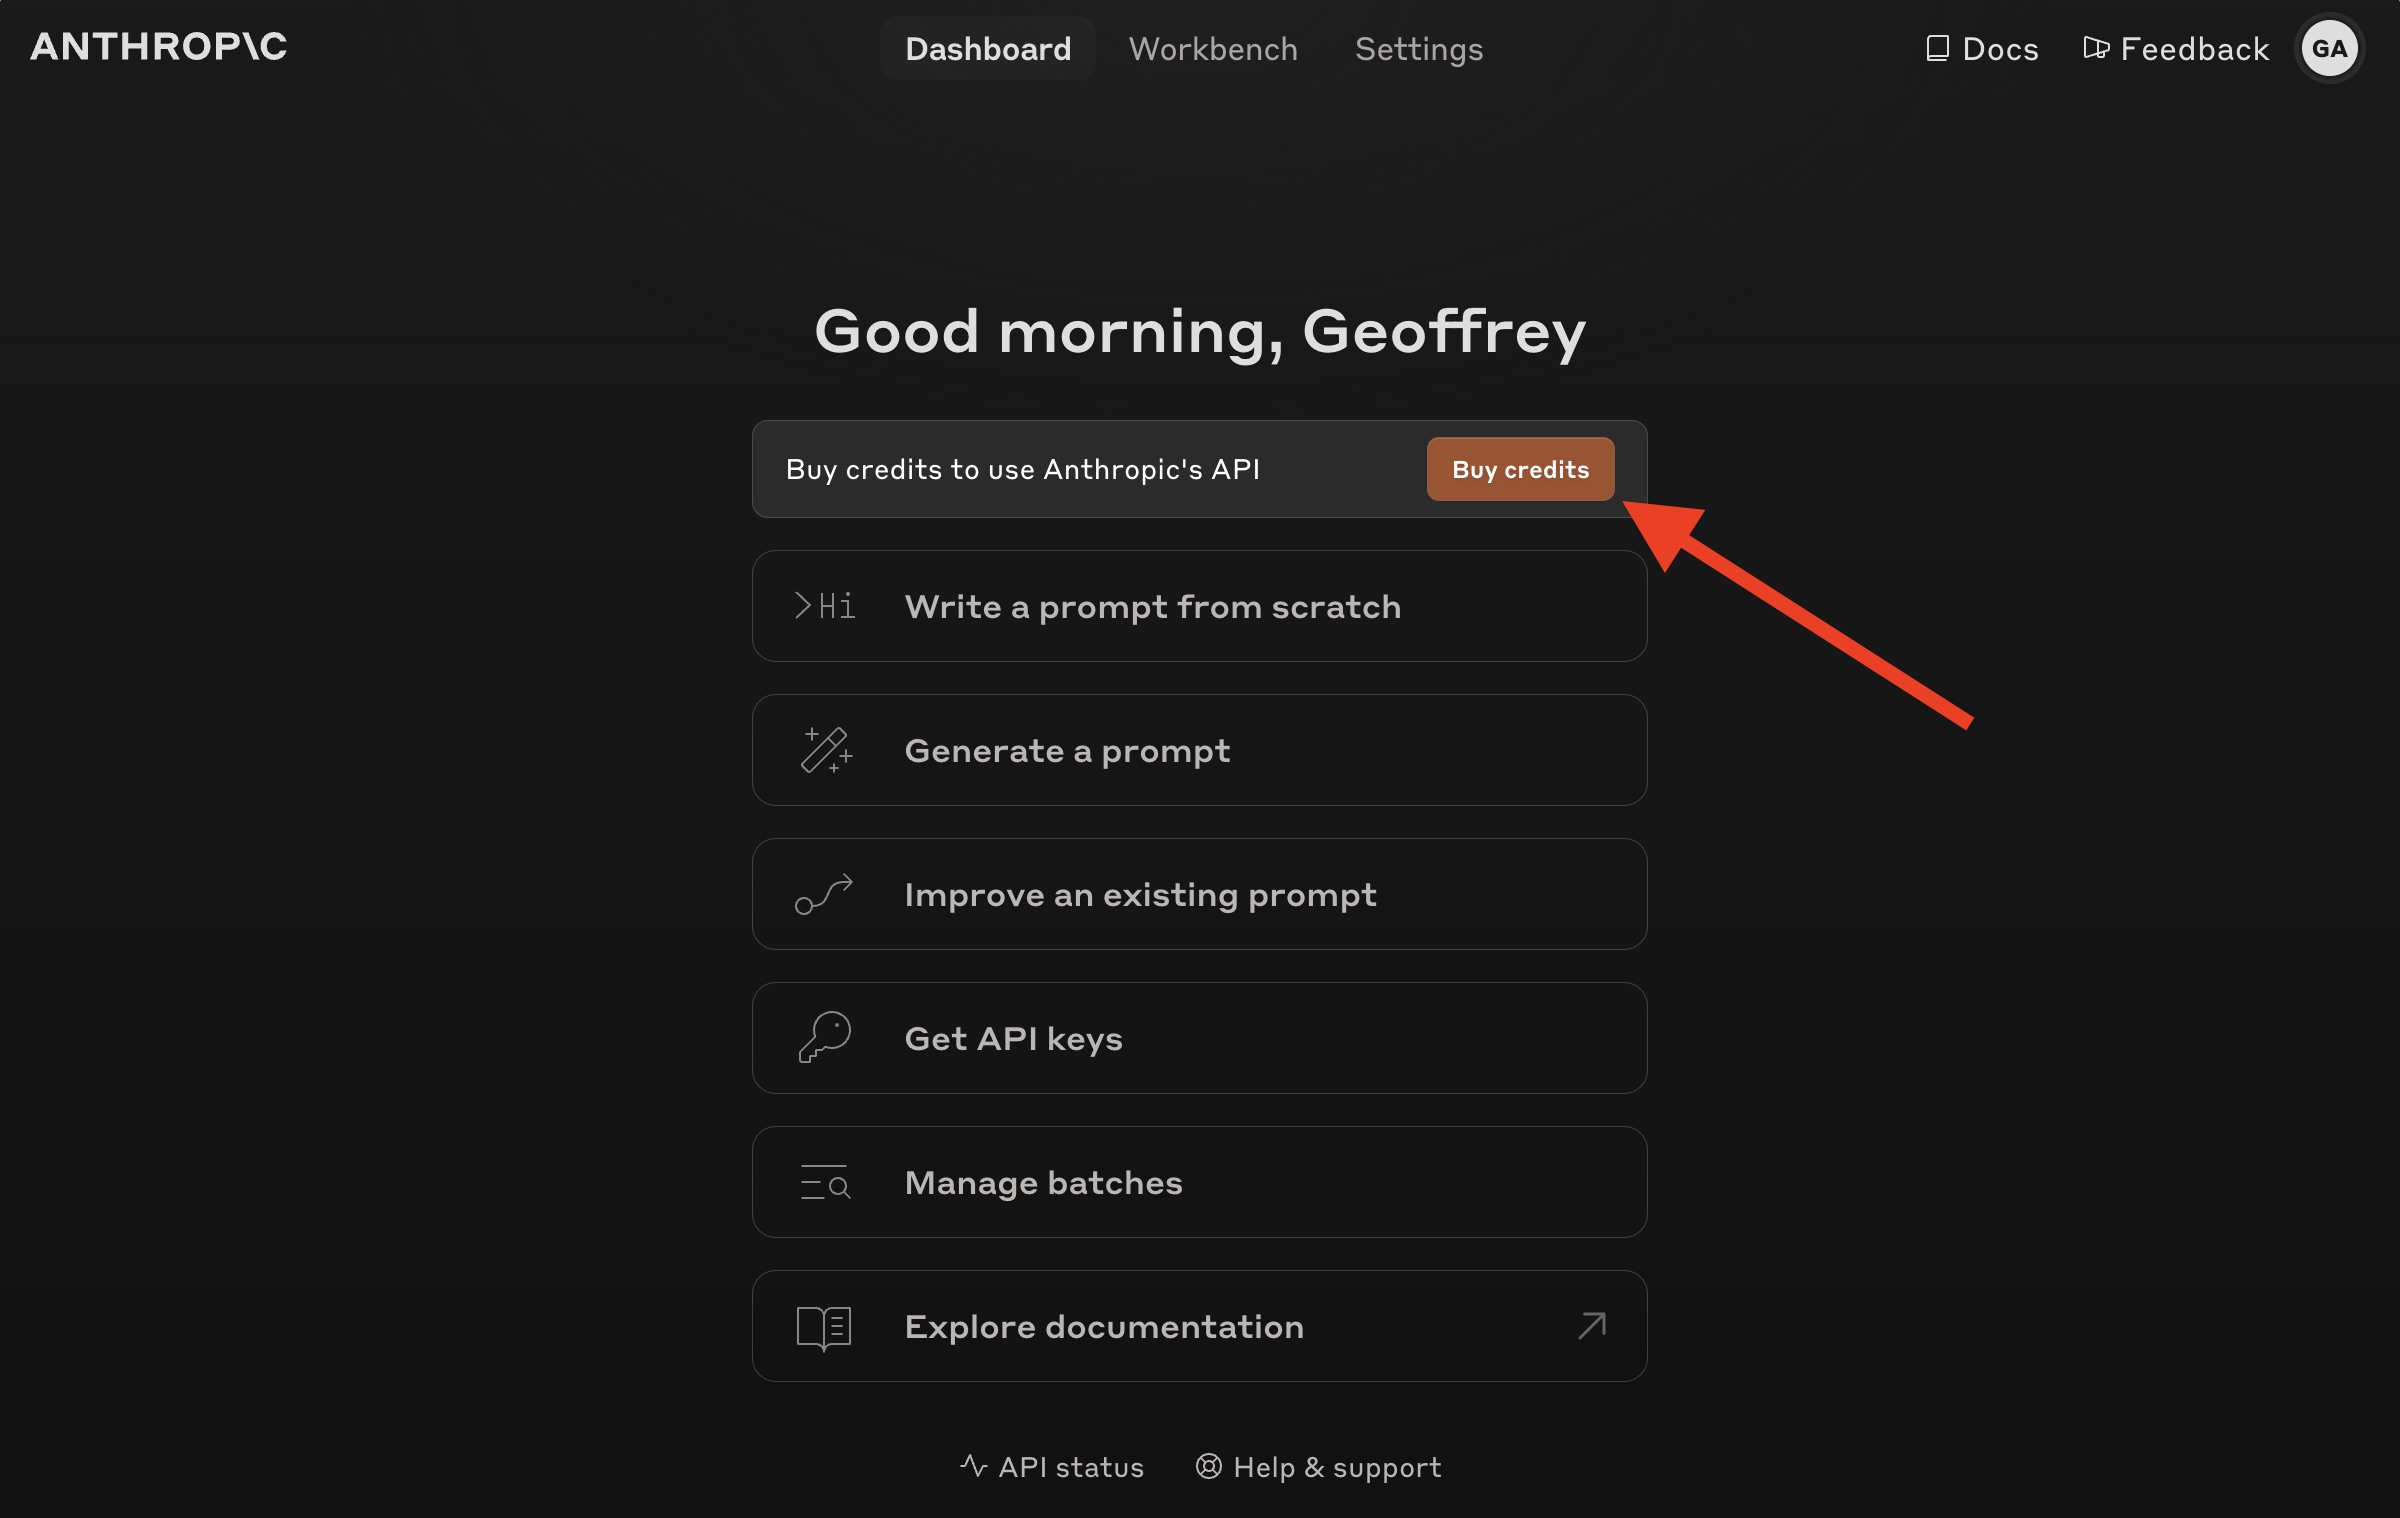 ANTHROP\C
Dashboard Workbench Settings
Docs Feedback GA
Good morning, Geoffrey
Buy credits to use Anthropic's API Buy credits
>Hi Write a prompt from scratch
Generate a prompt
Improve an existing prompt
Get API keys
Manage batches
Explore documentation
API status Help & support